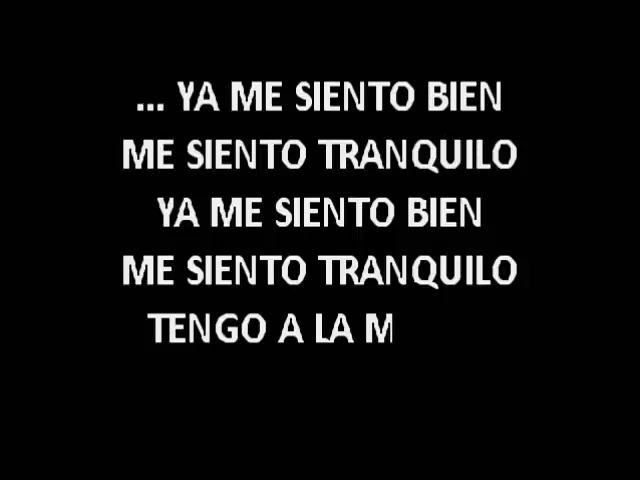 ... YA ME SIENTO BIEN
ME SIENTO TRANQUILO
YA ME SIENTO BIEN
ME SIENTO TRANQUILO
TENGO A LA M